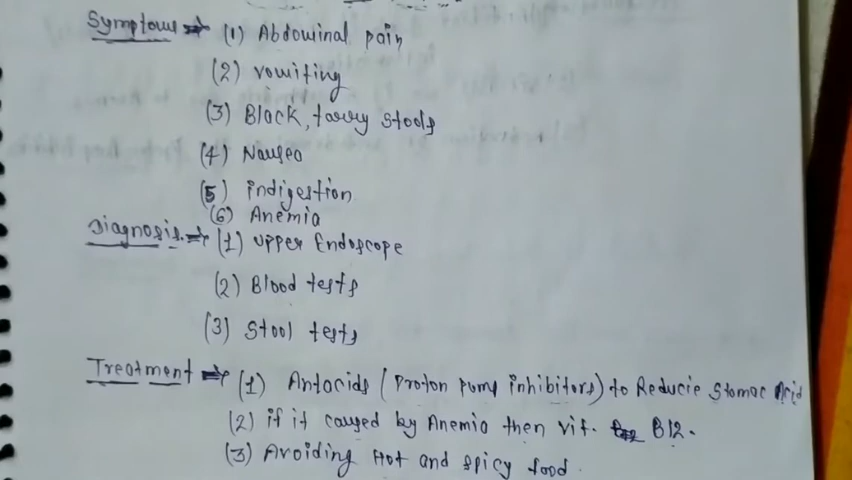 Symptoms ⇒ (1) Abdominal pain
(2) vomiting
(3) Black, tarry stools
(4) Nausea
(5) indigestion
(6) Anemia
Diagnosis. ⇒ (1) upper Endoscope
(2) Blood tests
(3) Stool tests
Treatment ⇒ (1) Antacids (Proton pump inhibitors) to Reducie Stomac Acid
(2) if it caused by Anemia then vit. B12.
(3) Avoiding Hot and spicy food.